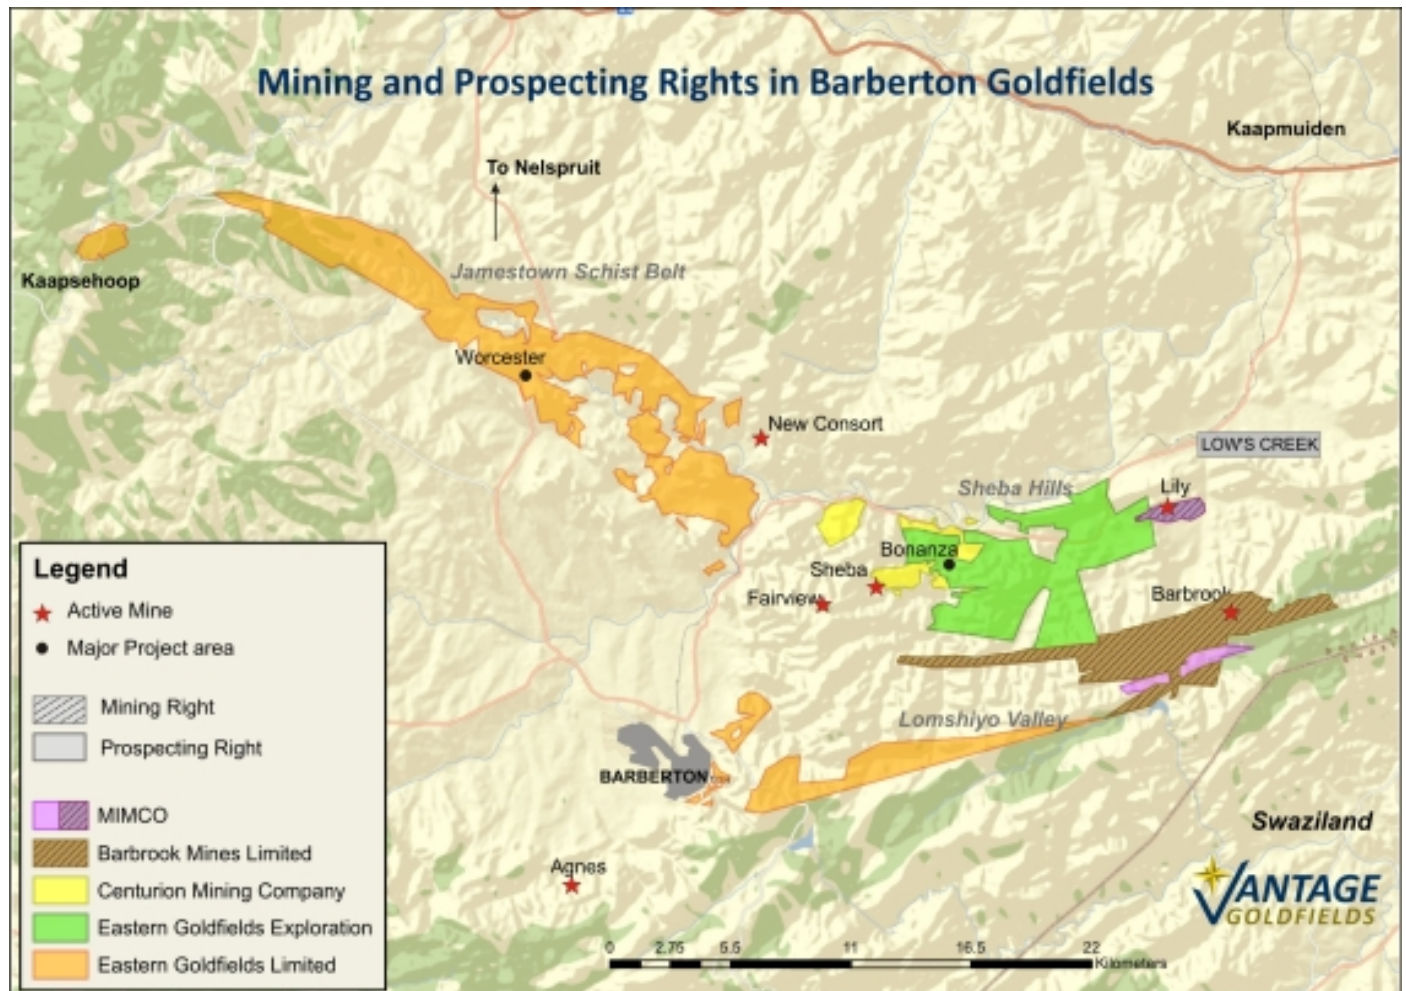 Mining and Prospecting Rights in Barberton Goldfields
Kaapmuiden
To Nelspruit
Kaapsehoop
Jamestown Schist Belt
Worcester
New Consort
LOW'S CREEK
Sheba Hills
Lily
Bonanza
Sheba
Fairview
Barbrook
Lomshiyo Valley
BARBERTON
Swaziland
Agnes
VANTAGE
GOLDFIELDS
Legend
Active Mine
Major Project area
Mining Right
Prospecting Right
MIMCO
Barbrook Mines Limited
Centurion Mining Company
Eastern Goldfields Exploration
Eastern Goldfields Limited
0 2.75 5.5 11 16.5 22
Kilometers